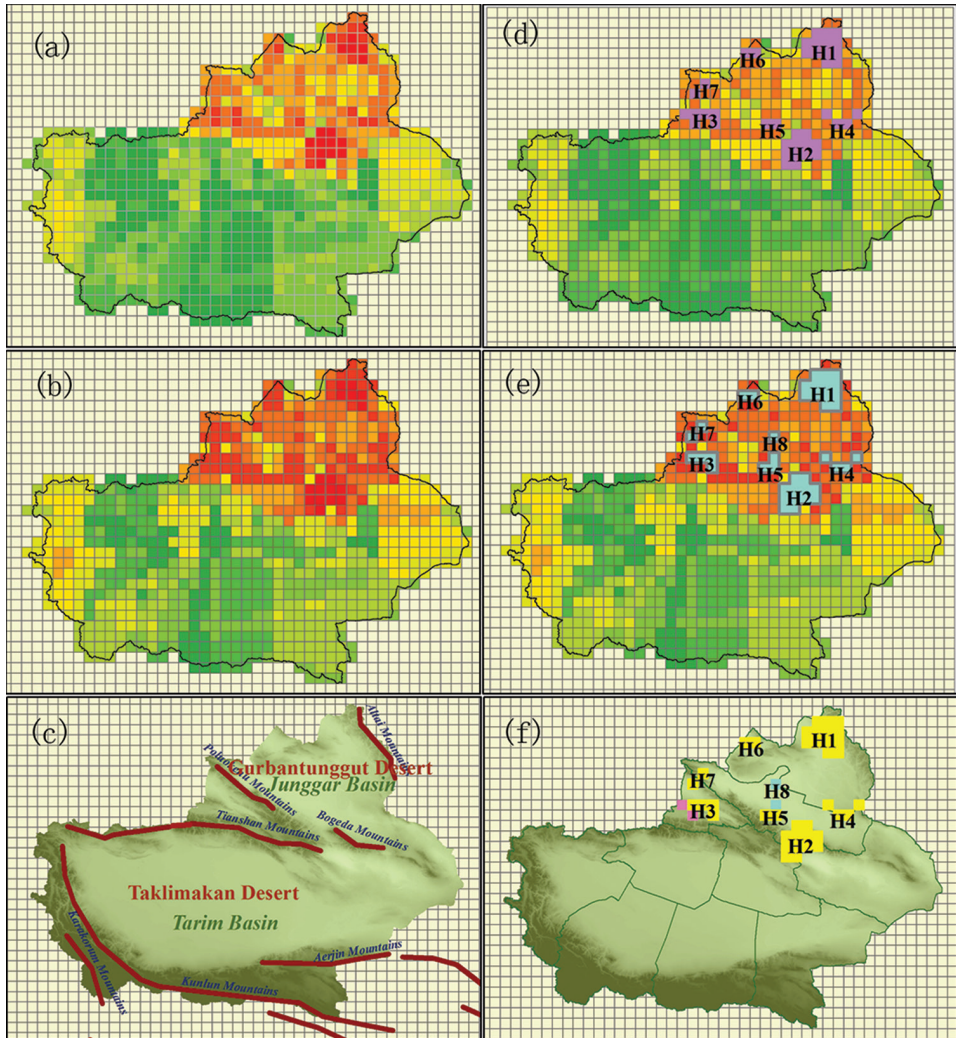 (a)
(d)
H1
H6
H7
H3
H5
H4
H2
(b)
(e)
H1
H6
H7
H8
H3
H5
H4
H2
(c)
Altai Mountains
Gurbantunggut Desert
Junggar Basin
Mountains
Tianshan Mountains
Bogeda Mountains
Taklimakan Desert
Tarim Basin
Karakorum Mountains
Aerjin Mountains
Kunlun Mountains
(f)
H1
H6
H7
H8
H3
H5
H4
H2